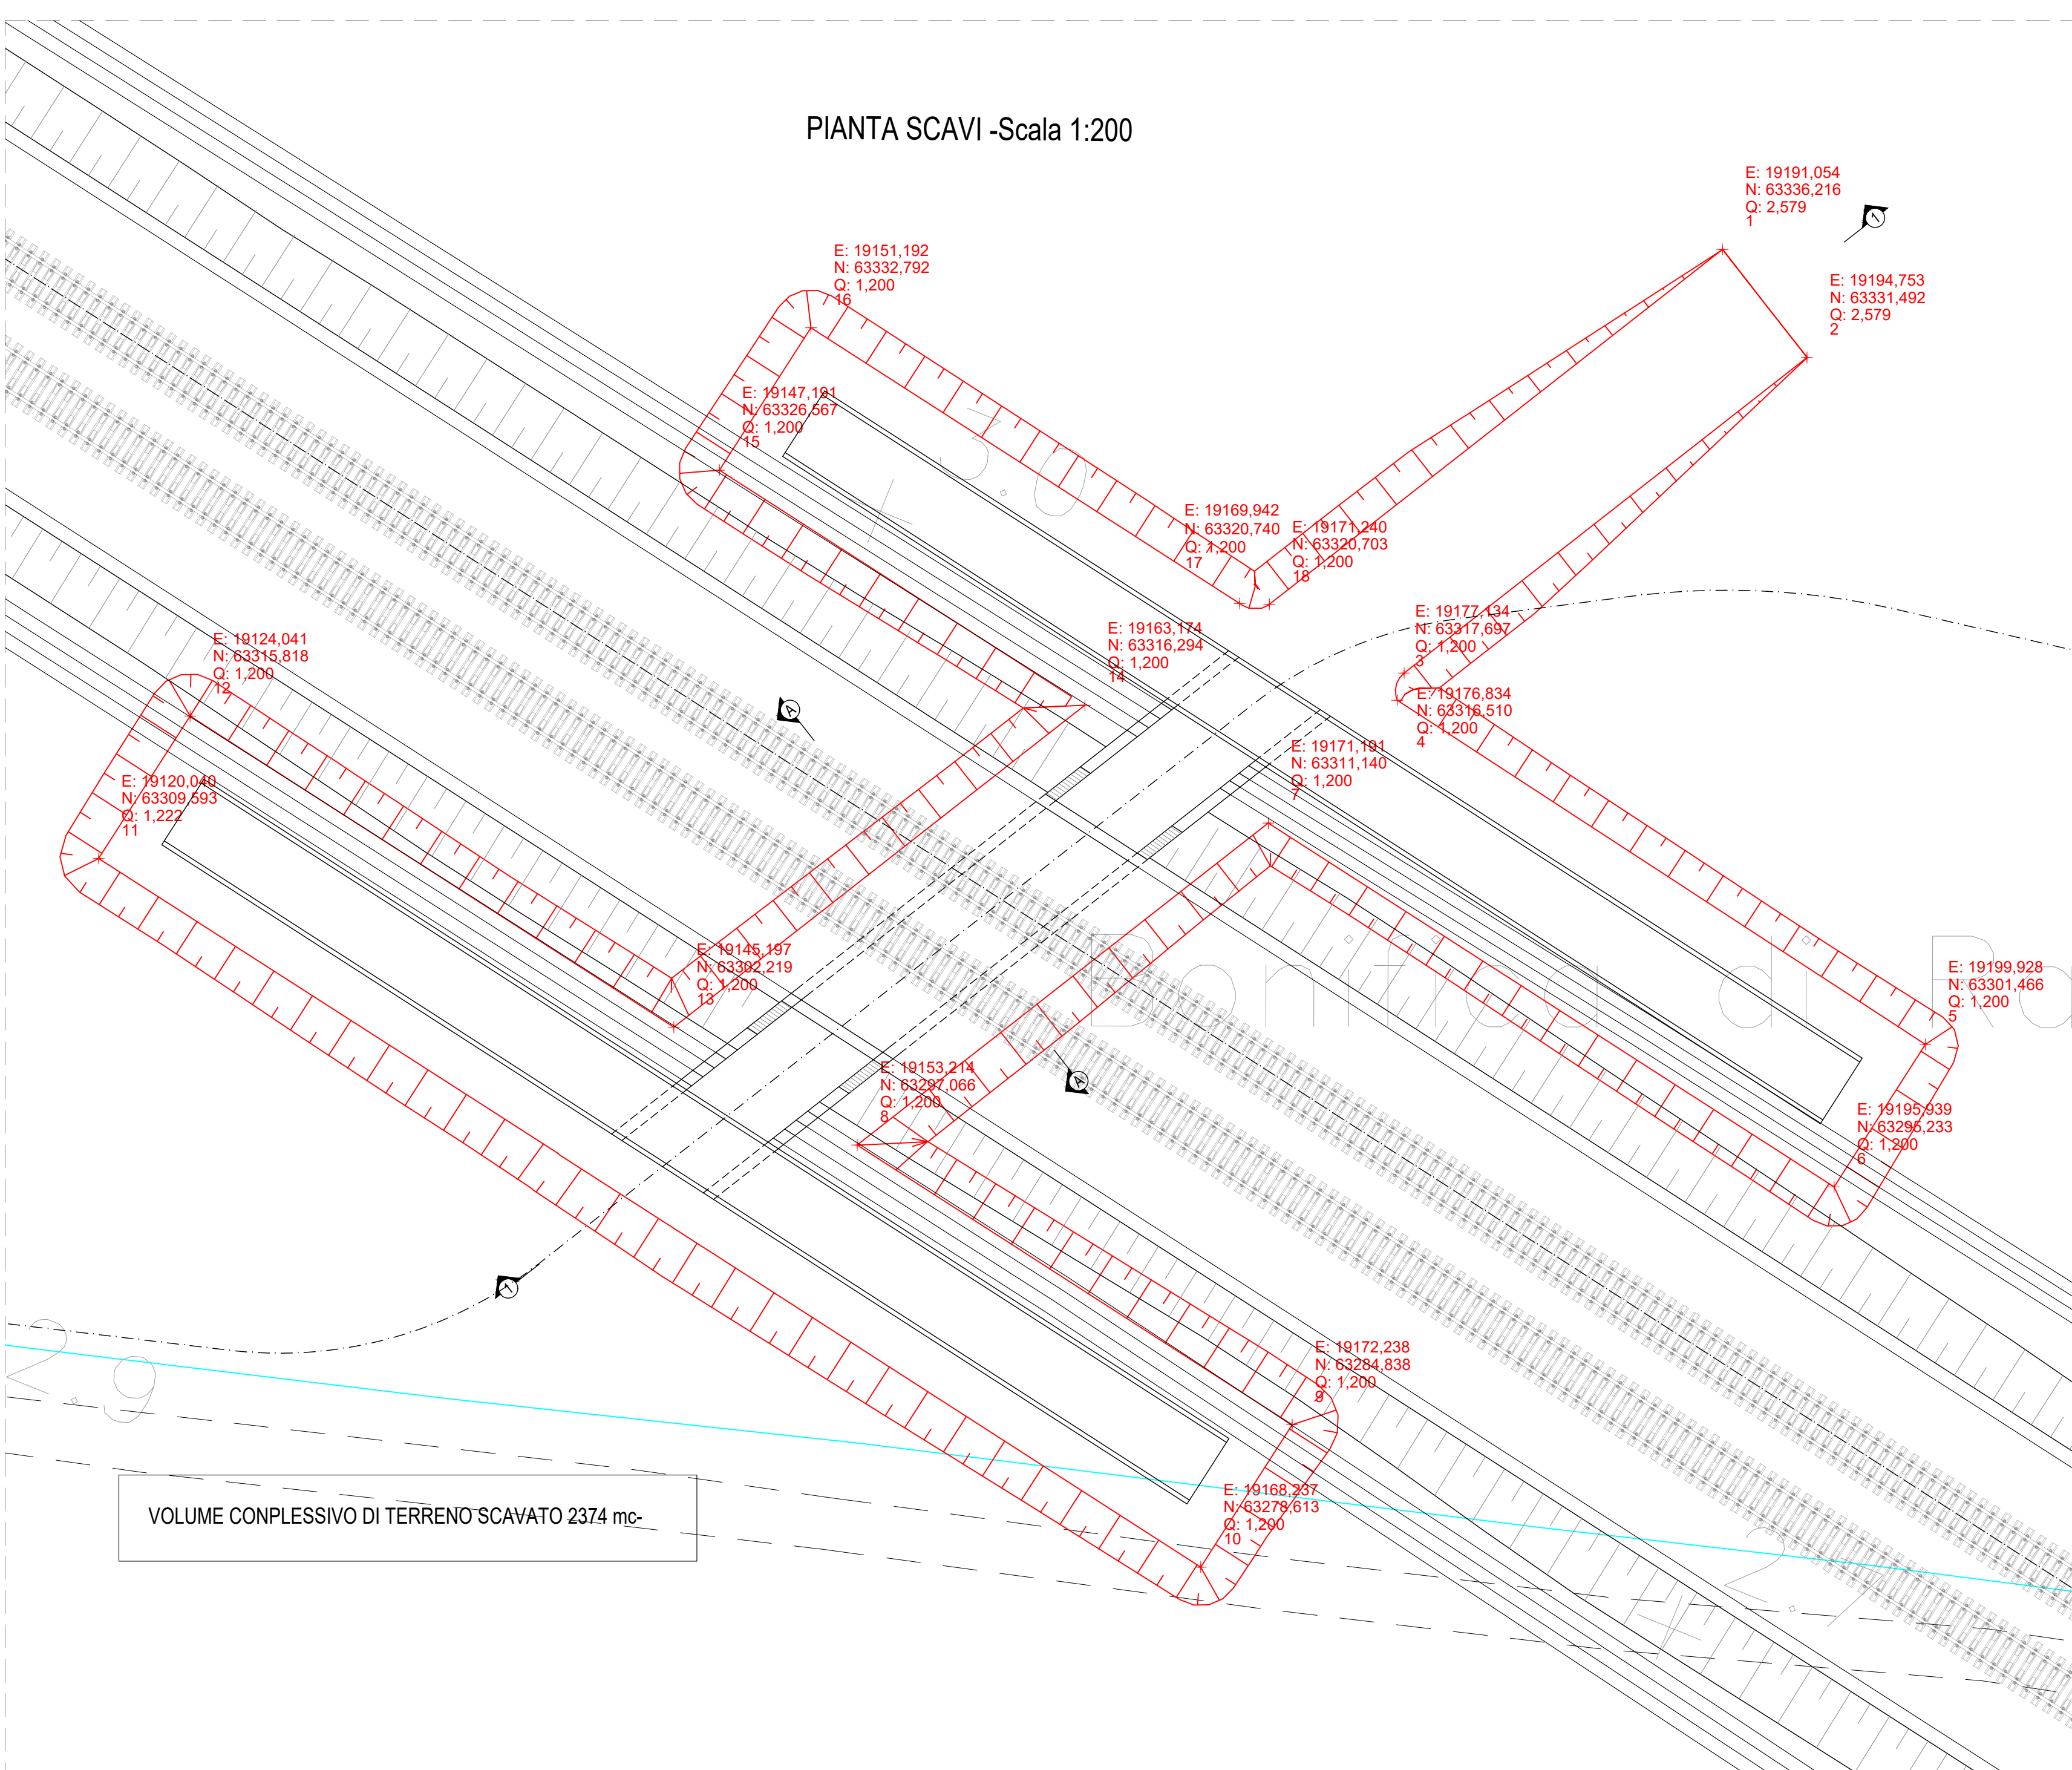 PIANTA SCAVI -Scala 1:200
E: 19191,054
N: 63336,216
Q: 2,579
1
1
E: 19194,753
N: 63331,492
Q: 2,579
2
E: 19151,192
N: 63332,792
Q: 1,200
16
E: 19147,191
N: 63326,567
Q: 1,200
15
E: 19169,942
N: 63320,740
Q: 1,200
17
E: 19171,240
N: 63320,703
Q: 1,200
18
E: 19177,134
N: 63317,697
Q: 1,200
3
E: 19163,174
N: 63316,294
Q: 1,200
14
E: 19124,041
N: 63315,818
Q: 1,200
12
E: 19176,834
N: 63316,510
Q: 1,200
4
A
E: 19171,191
N: 63311,140
Q: 1,200
7
E: 19120,040
N: 63309,593
Q: 1,222
11
E: 19145,197
N: 63302,219
Q: 1,200
13
Bonifica di Ro
E: 19199,928
N: 63301,466
Q: 1,200
5
E: 19153,214
N: 63297,066
Q: 1,200
8
A
E: 19195,939
N: 63295,233
Q: 1,200
6
1
E: 19172,238
N: 63284,838
Q: 1,200
9
E: 19168,237
N: 63278,613
Q: 1,200
10
VOLUME CONPLESSIVO DI TERRENO SCAVATO 2374 mc-